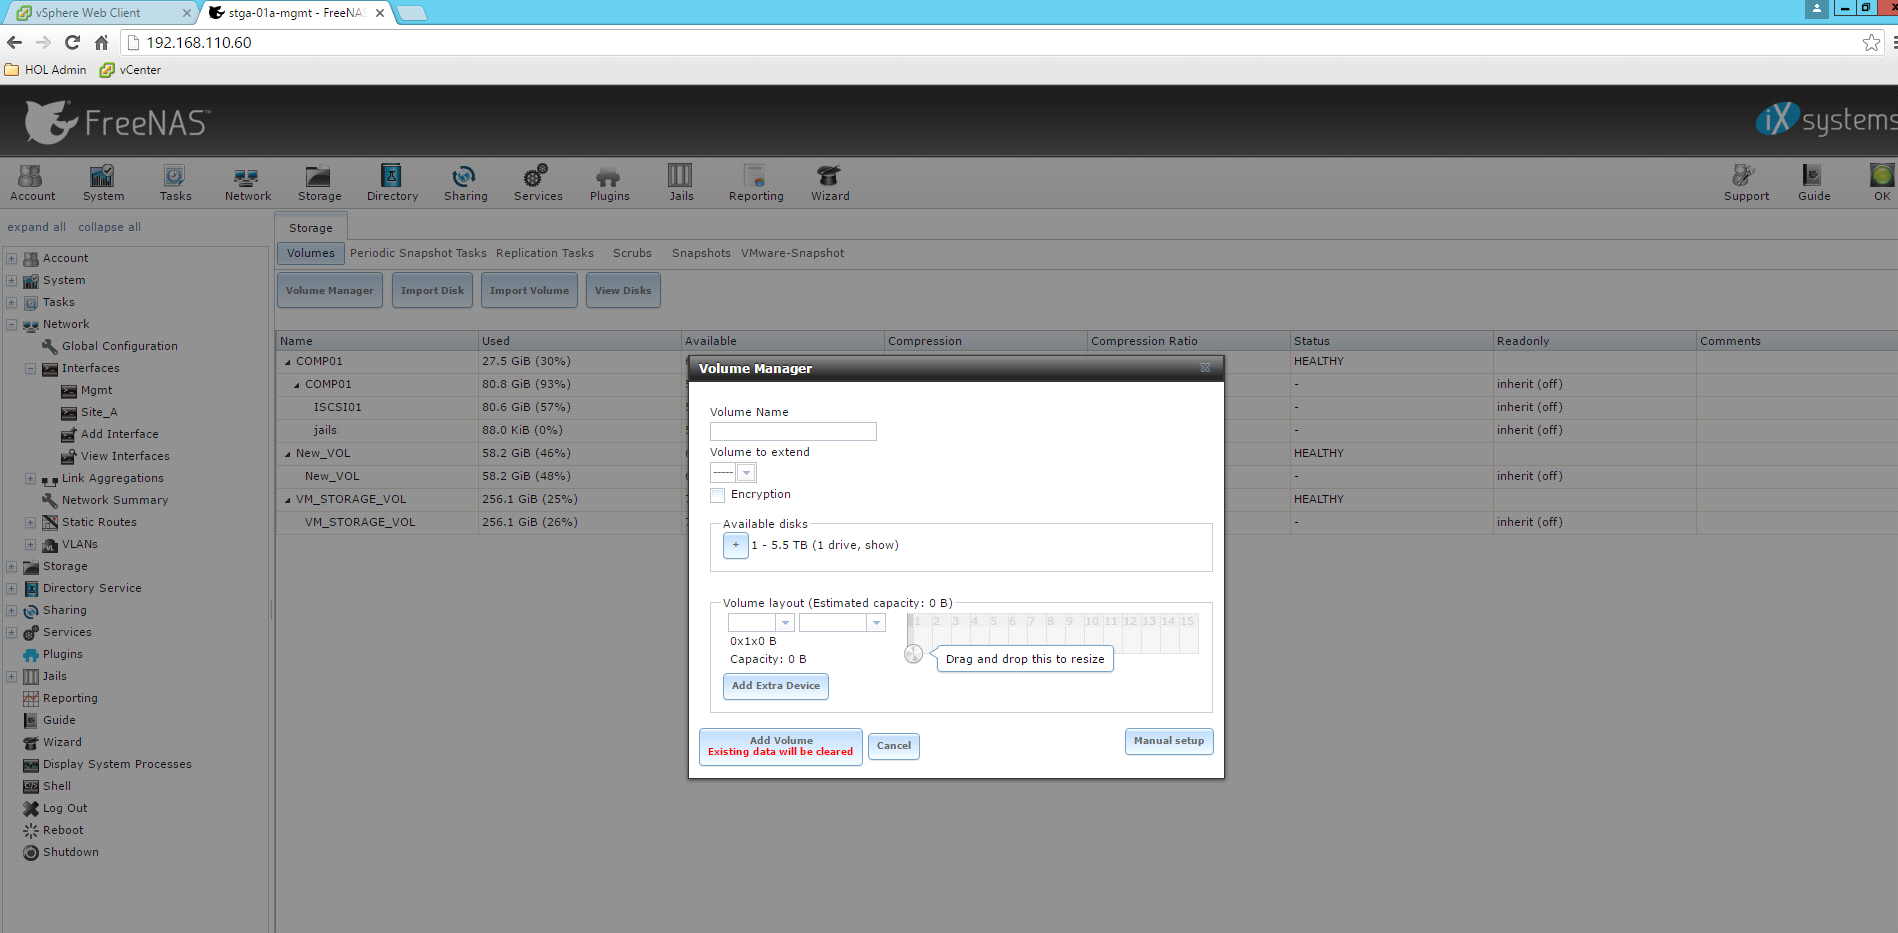 vSphere Web Client
stga-01a-mgmt - FreeNAS
192.168.110.60
HOL Admin vCenter
FreeNAS™
iXsystems
Account System Tasks Network Storage Directory Sharing Services Plugins Jails Reporting Wizard Support Guide OK
expand all collapse all
Account
System
Tasks
Network
Global Configuration
Interfaces
Mgmt
Site_A
Add Interface
View Interfaces
Link Aggregations
Network Summary
Static Routes
VLANs
Storage
Directory Service
Sharing
Services
Plugins
Jails
Reporting
Guide
Wizard
Display System Processes
Shell
Log Out
Reboot
Shutdown
Storage
Volumes Periodic Snapshot Tasks Replication Tasks Scrubs Snapshots VMware-Snapshot
Volume Manager Import Disk Import Volume View Disks
Name Used Available Compression Compression Ratio Status Readonly Comments
COMP01 27.5 GiB (30%) HEALTHY
COMP01 80.8 GiB (93%) - inherit (off)
ISCSI01 80.6 GiB (57%) - inherit (off)
jails 88.0 KiB (0%) - inherit (off)
New_VOL 58.2 GiB (46%) HEALTHY
New_VOL 58.2 GiB (48%) - inherit (off)
VM_STORAGE_VOL 256.1 GiB (25%) HEALTHY
VM_STORAGE_VOL 256.1 GiB (26%) - inherit (off)
Volume Manager
Volume Name
Volume to extend
-----
Encryption
Available disks
+ 1 - 5.5 TB (1 drive, show)
Volume layout (Estimated capacity: 0 B)
1 2 3 4 5 6 7 8 9 10 11 12 13 14 15
0x1x0 B
Capacity: 0 B
Drag and drop this to resize
Add Extra Device
Add Volume
Existing data will be cleared
Cancel
Manual setup